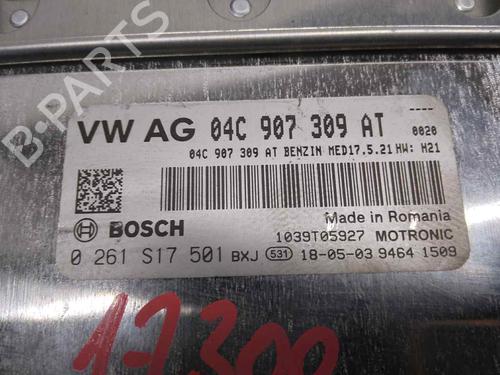 B-PARTS
VW AG 04C 907 309 AT 0020
04C 907 309 AT BENZIN MED17.5.21 HW: H21
BOSCH
Made in Romania
1039T05927 MOTRONIC
0 261 S17 501 BXJ 531 18-05-03 9464 1509
17300